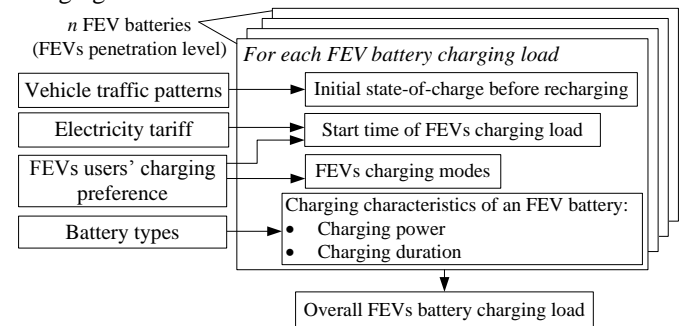 n FEV batteries
(FEVs penetration level)
For each FEV battery charging load
Vehicle traffic patterns
Initial state-of-charge before recharging
Electricity tariff
Start time of FEVs charging load
FEVs users’ charging
preference
FEVs charging modes
Battery types
Charging characteristics of an FEV battery:
• Charging power
• Charging duration
Overall FEVs battery charging load